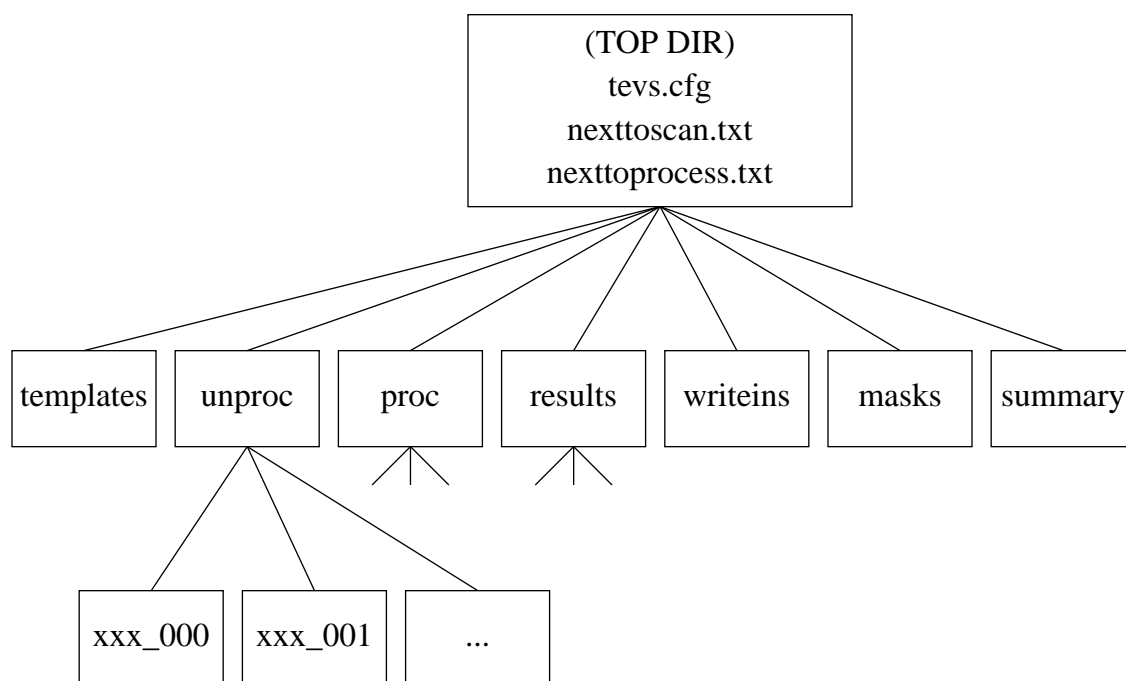 (TOP DIR)
tevs.cfg
nexttoscan.txt
nexttoprocess.txt
templates unproc proc results writeins masks summary
xxx_000 xxx_001 ...